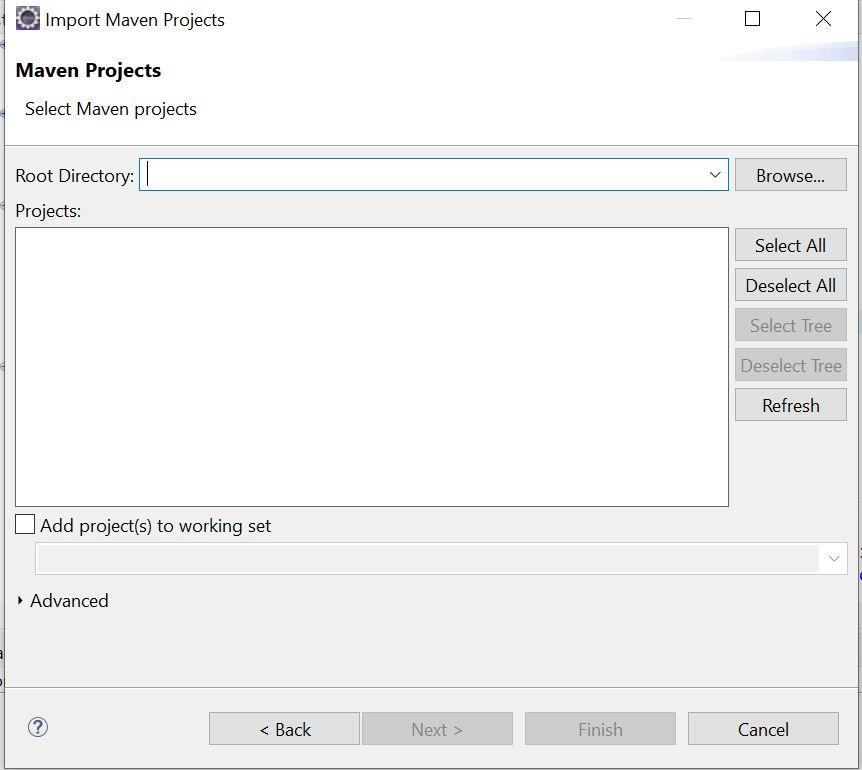 Import Maven Projects
Maven Projects
Select Maven projects
Root Directory:
Browse...
Projects:
Select All
Deselect All
Select Tree
Deselect Tree
Refresh
Add project(s) to working set
Advanced
?
< Back
Next >
Finish
Cancel